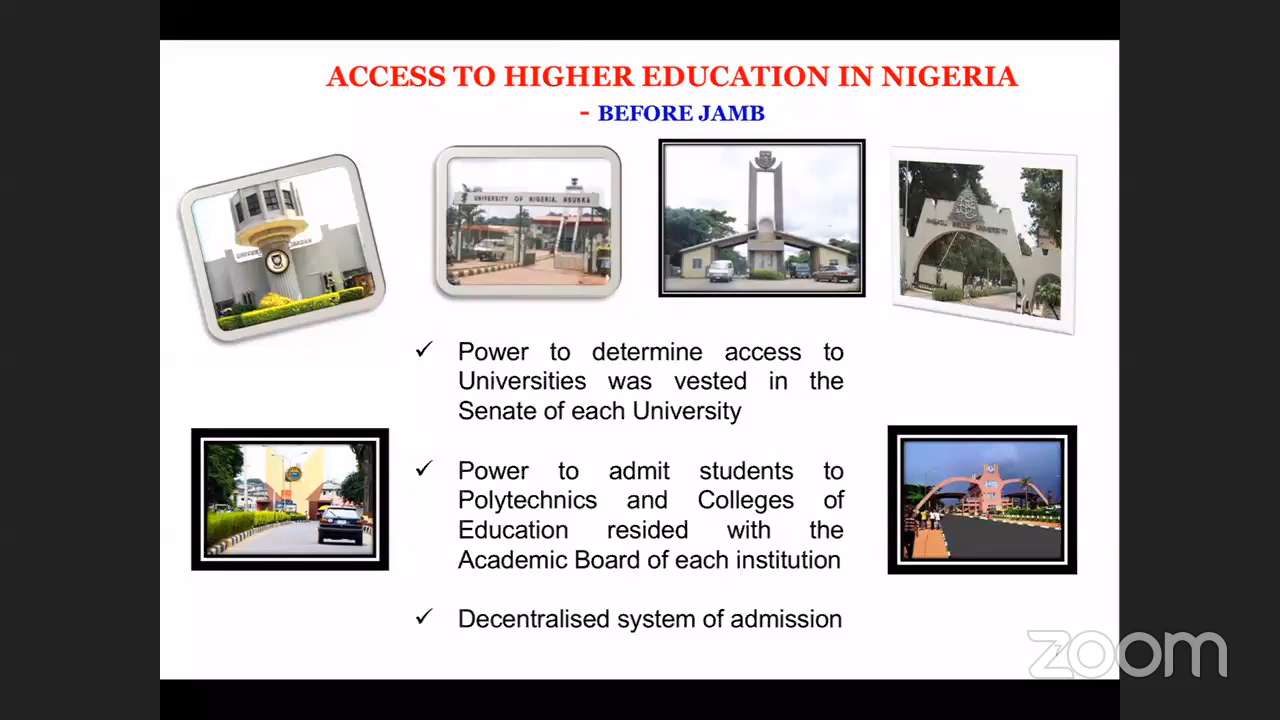 ACCESS TO HIGHER EDUCATION IN NIGERIA
- BEFORE JAMB
UNIVERSITY OF NIGERIA, NSUKKA
✓ Power to determine access to
Universities was vested in the
Senate of each University
✓ Power to admit students to
Polytechnics and Colleges of
Education resided with the
Academic Board of each institution
✓ Decentralised system of admission
zoom